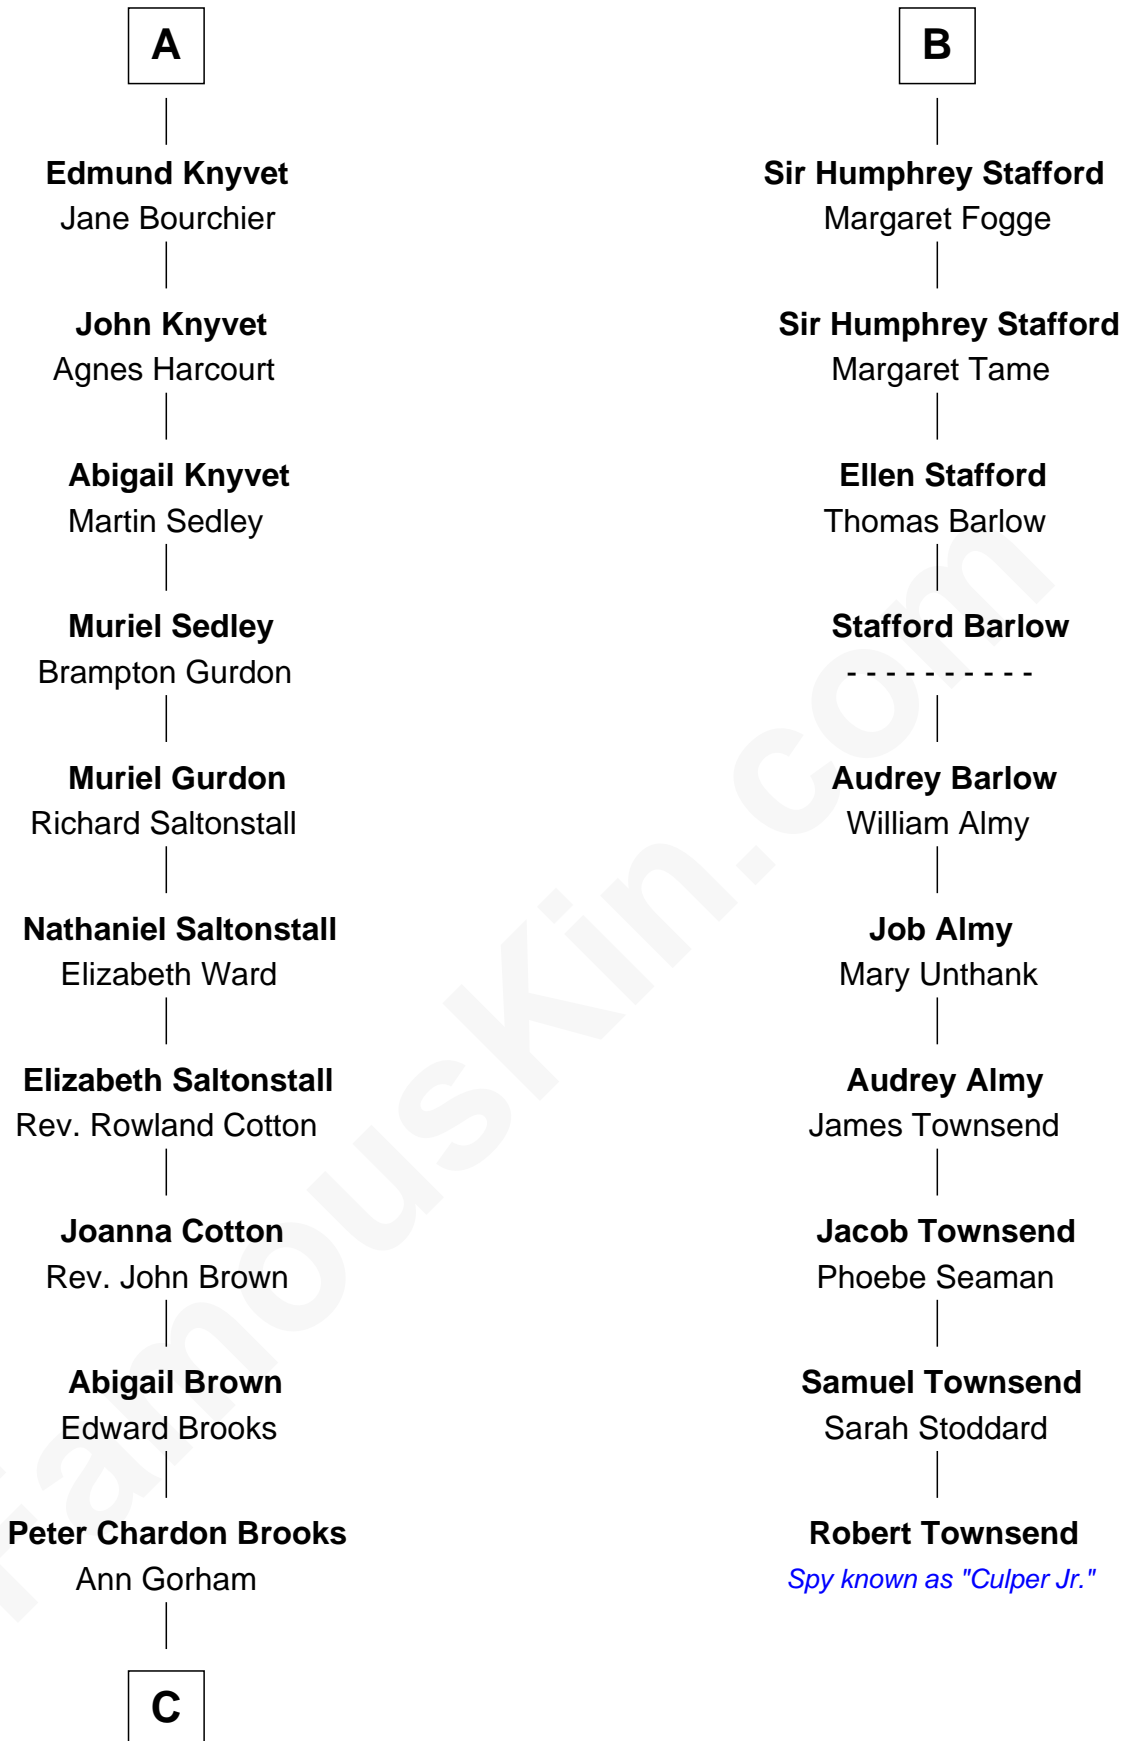 A
Edmund Knyvet
Jane Bourchier
John Knyvet
Agnes Harcourt
Abigail Knyvet
Martin Sedley
Muriel Sedley
Brampton Gurdon
Muriel Gurdon
Richard Saltonstall
Nathaniel Saltonstall
Elizabeth Ward
Elizabeth Saltonstall
Rev. Rowland Cotton
Joanna Cotton
Rev. John Brown
Abigail Brown
Edward Brooks
Peter Chardon Brooks
Ann Gorham
C
B
Sir Humphrey Stafford
Margaret Fogge
Sir Humphrey Stafford
Margaret Tame
Ellen Stafford
Thomas Barlow
Stafford Barlow
- - - - - - - - - -
Audrey Barlow
William Almy
Job Almy
Mary Unthank
Audrey Almy
James Townsend
Jacob Townsend
Phoebe Seaman
Samuel Townsend
Sarah Stoddard
Robert Townsend
Spy known as "Culper Jr."
FamousKin.com